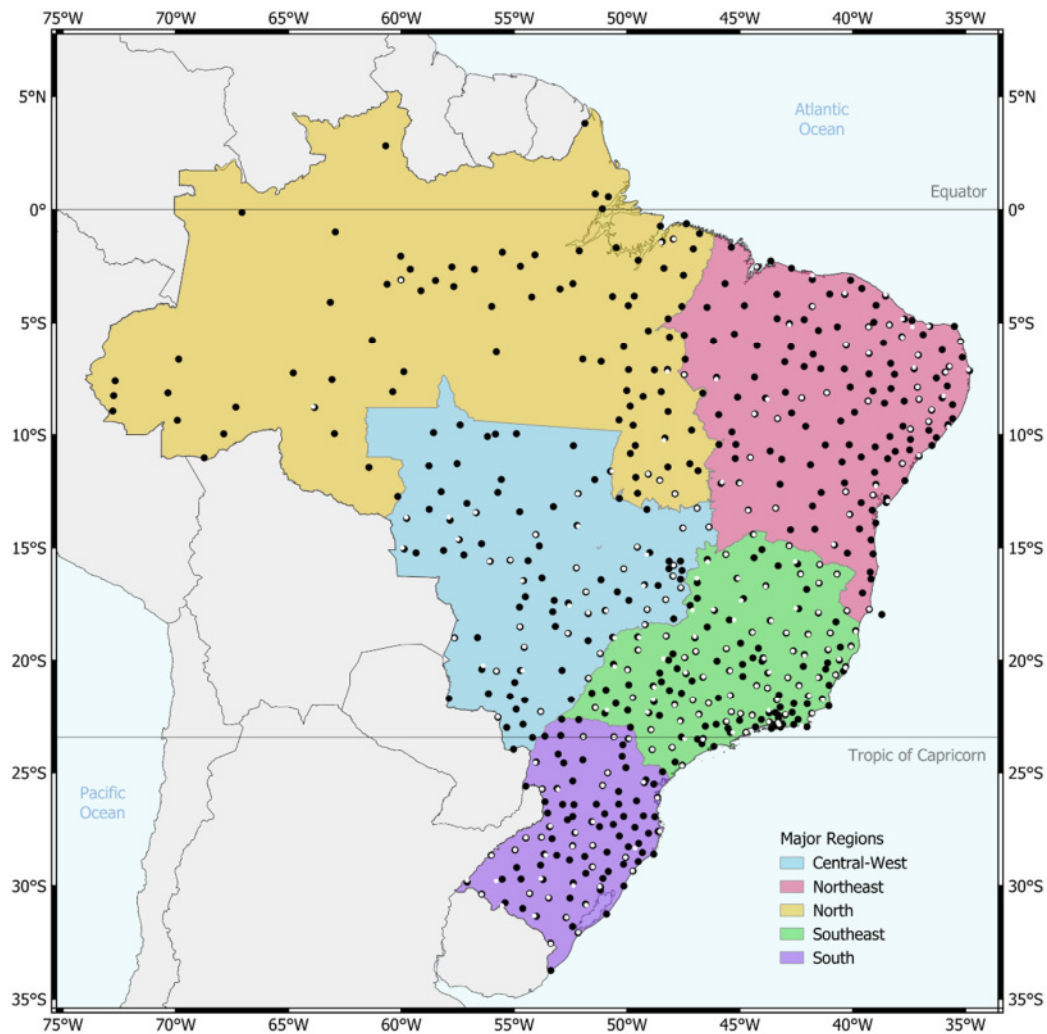 75°W 70°W 65°W 60°W 55°W 50°W 45°W 40°W 35°W
5°N 5°N
Atlantic
Ocean
Equator
0° 0°
5°S 5°S
10°S 10°S
15°S 15°S
20°S 20°S
Tropic of Capricorn
25°S 25°S
Pacific
Ocean
Major Regions
Central-West
Northeast
North
Southeast
South
30°S 30°S
35°S 35°S
75°W 70°W 65°W 60°W 55°W 50°W 45°W 40°W 35°W